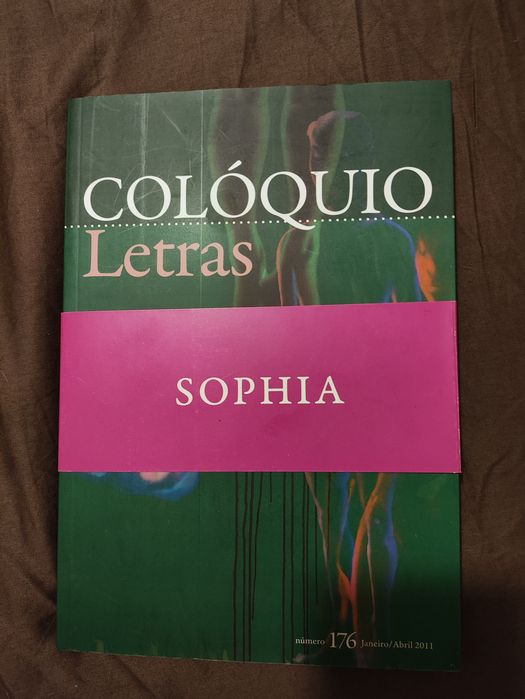 COLÓQUIO
Letras
SOPHIA
número 176 Janeiro/Abril 2011